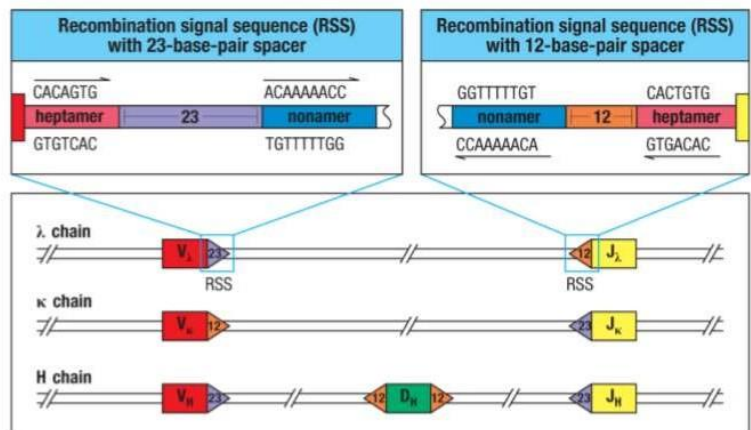 Recombination signal sequence (RSS)
with 23-base-pair spacer
CACAGTG ACAAAAACC
heptamer 23 nonamer
GTGTCAC TGTTTTTGG
Recombination signal sequence (RSS)
with 12-base-pair spacer
GGTTTTTGT CACTGTG
nonamer 12 heptamer
CCAAAAACA GTGACAC
λ chain
Vλ 23 12 Jλ
RSS RSS
κ chain
Vκ 12 23 Jκ
H chain
VH 23 12 DH 12 23 JH